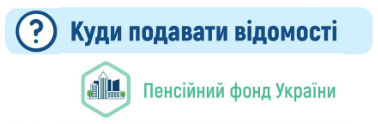 ? Куди подавати відомості
Пенсійний фонд України